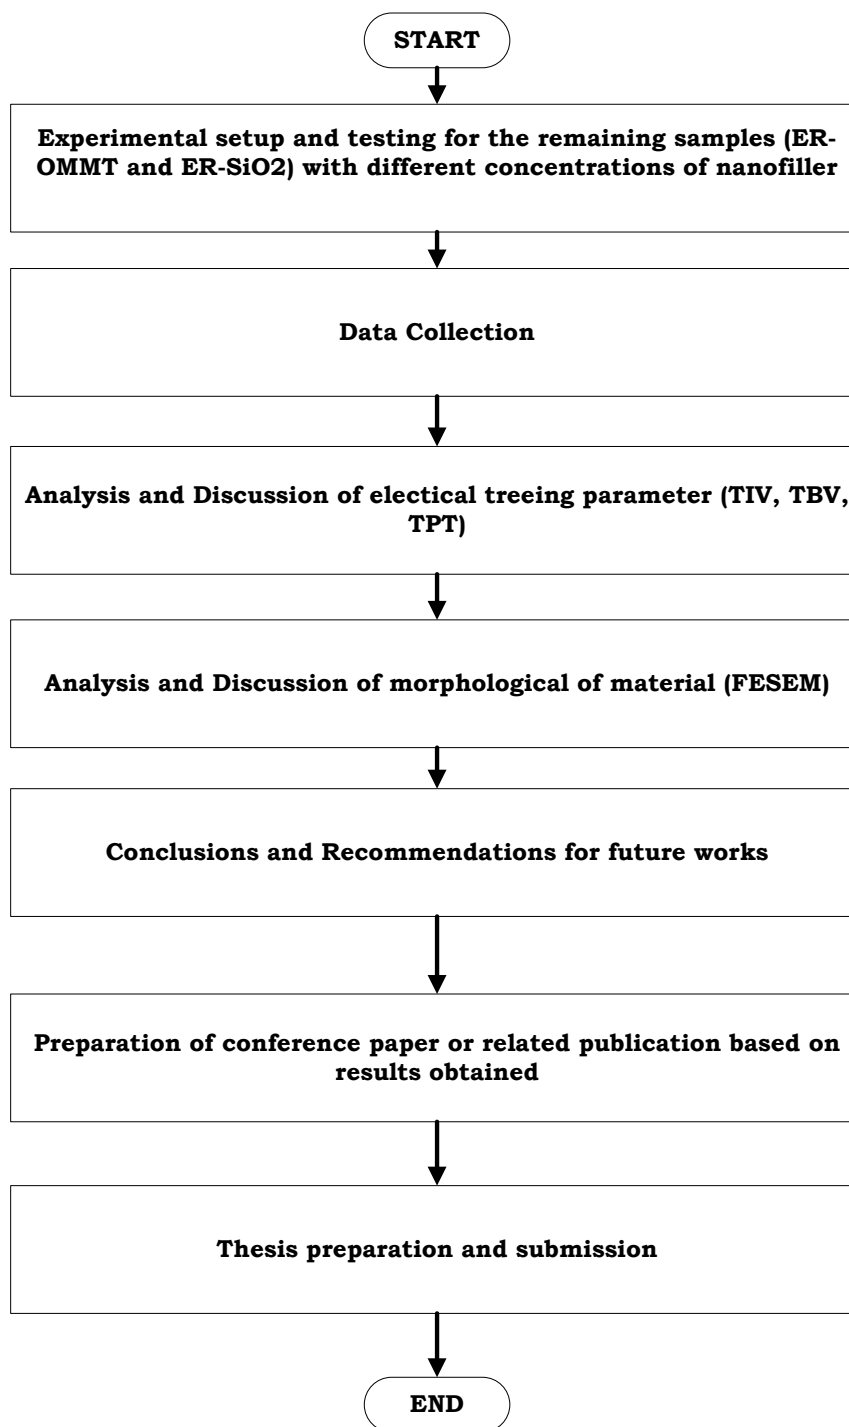 START
Experimental setup and testing for the remaining samples (ER-
OMMT and ER-SiO2) with different concentrations of nanofiller
Data Collection
Analysis and Discussion of electical treeing parameter (TIV, TBV,
TPT)
Analysis and Discussion of morphological of material (FESEM)
Conclusions and Recommendations for future works
Preparation of conference paper or related publication based on
results obtained
Thesis preparation and submission
END